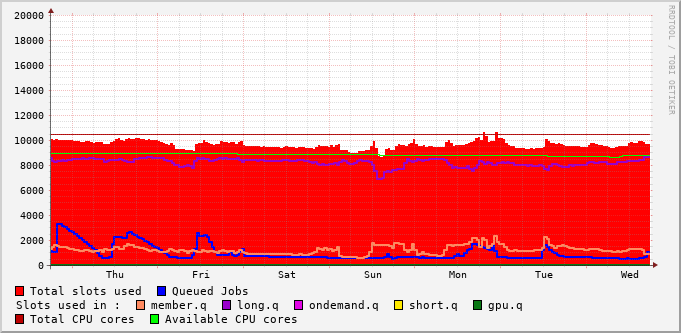 RRDTOOL / TOBI OETIKER
20000
18000
16000
14000
12000
10000
8000
6000
4000
2000
0
Thu Fri Sat Sun Mon Tue Wed
Total slots used Queued Jobs
Slots used in : member.q long.q ondemand.q short.q gpu.q
Total CPU cores Available CPU cores